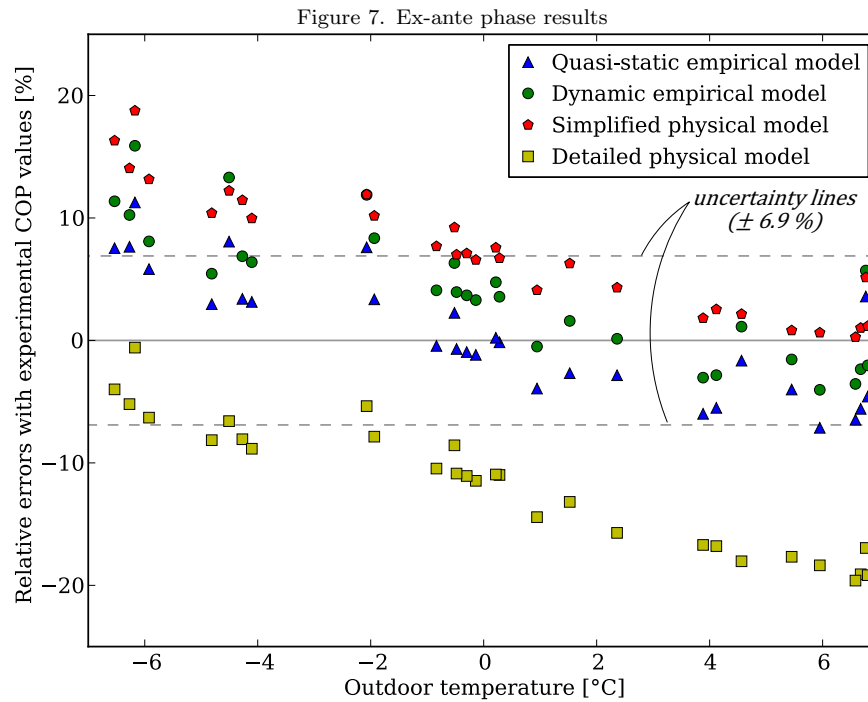 Figure 7. Ex-ante phase results
Relative errors with experimental COP values [%]
20
10
0
−10
−20
Quasi-static empirical model
Dynamic empirical model
Simplified physical model
Detailed physical model
uncertainty lines
(± 6.9 %)
−6 −4 −2 0 2 4 6
Outdoor temperature [°C]